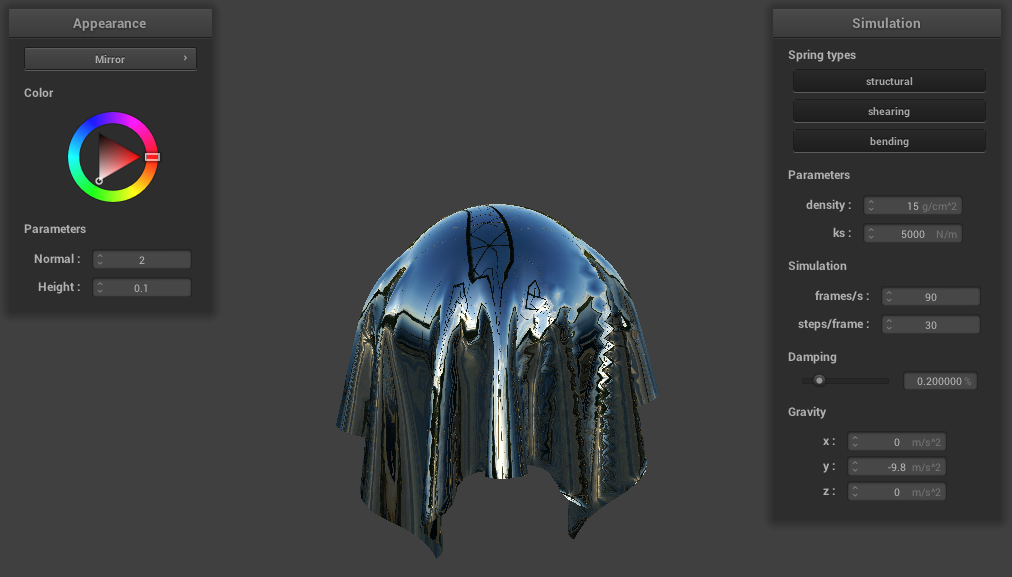 Appearance
Mirror
Color
Parameters
Normal : 2
Height : 0.1
Simulation
Spring types
structural
shearing
bending
Parameters
density : 15 g/cm^2
ks : 5000 N/m
Simulation
frames/s : 90
steps/frame : 30
Damping
0.200000 %
Gravity
x : 0 m/s^2
y : -9.8 m/s^2
z : 0 m/s^2